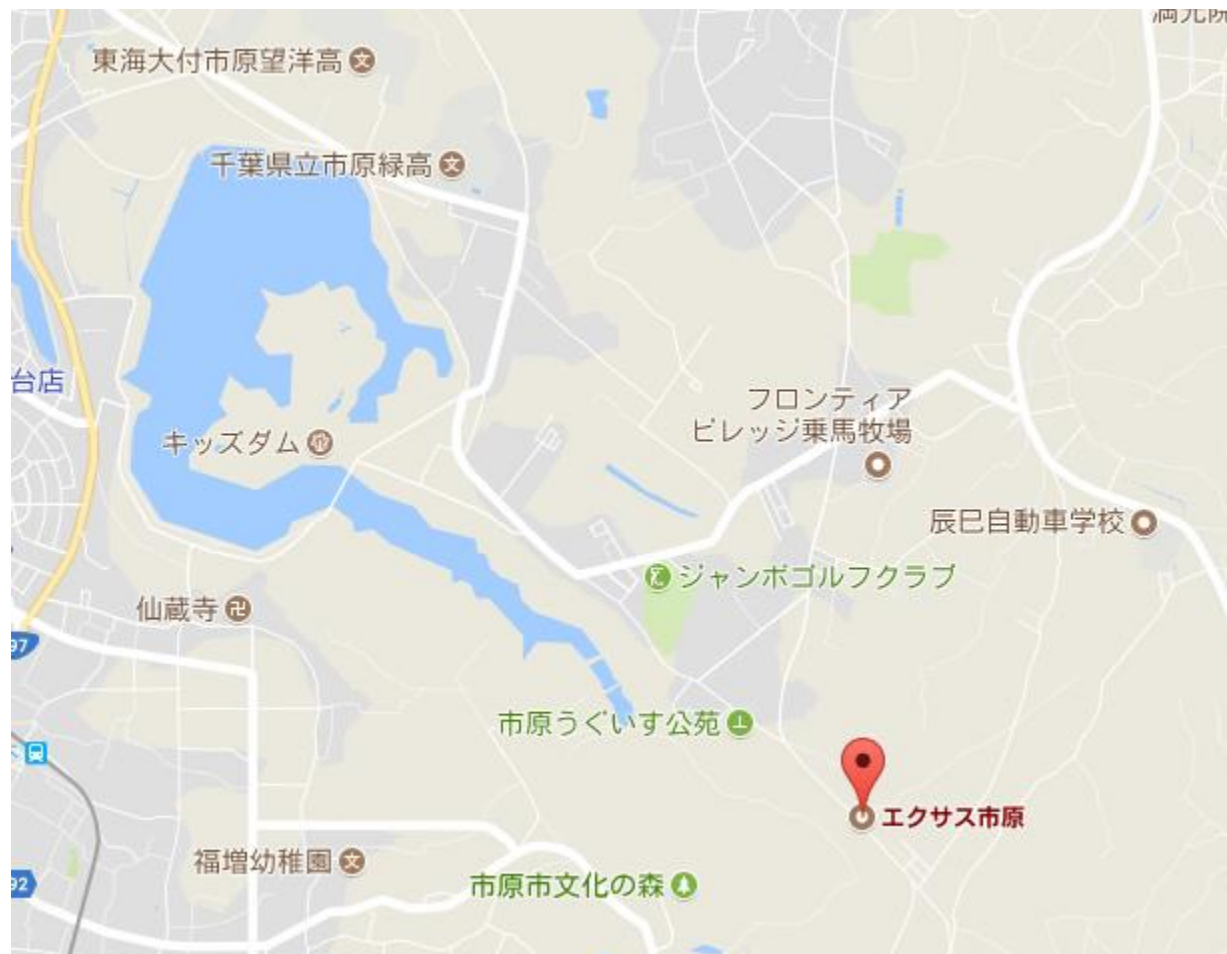 満光院
東海大付市原望洋高
千葉県立市原緑高
台店
フロンティア
ビレッジ乗馬牧場
キッズダム
辰巳自動車学校
ジャンボゴルフクラブ
仙蔵寺
97
市原うぐいす公苑
エクサス市原
福増幼稚園
市原市文化の森
92